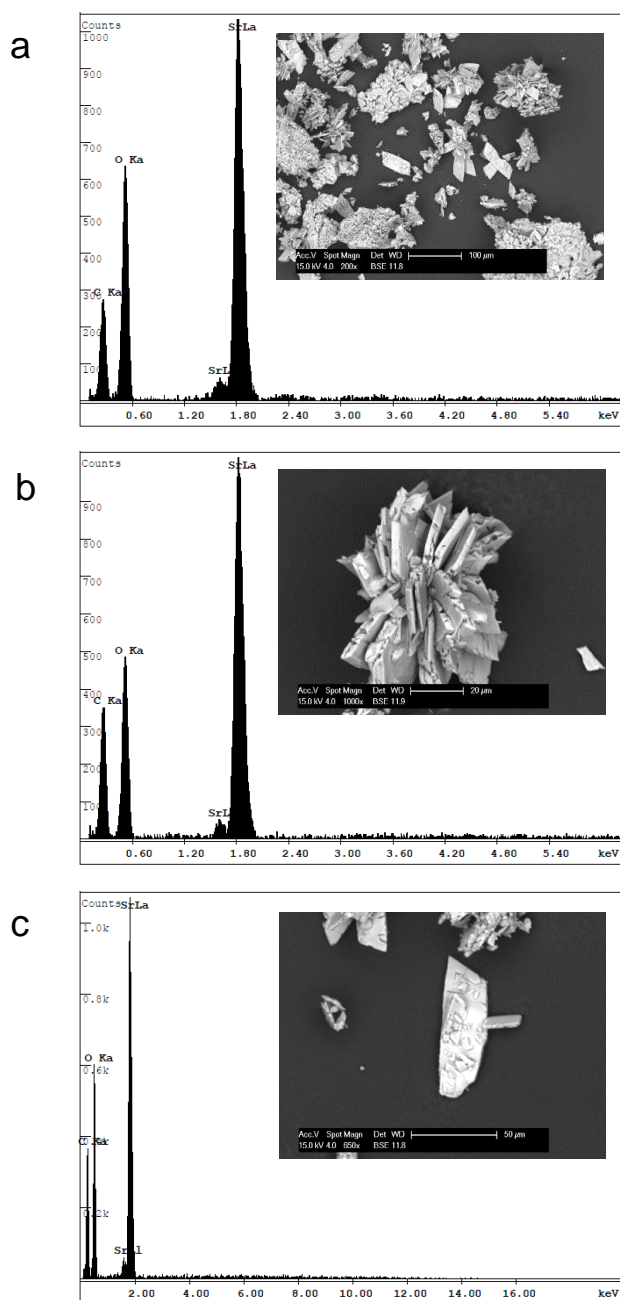 a
Counts
SrLa
1000
900
800
700
O Ka
600
500
400
C Ka
300
200
SrL
100
0.60 1.20 1.80 2.40 3.00 3.60 4.20 4.80 5.40 keV
Acc.V Spot Magn Det WD 100 µm
15.0 kV 4.0 200x BSE 11.8
b
Counts
SrLa
900
800
700
600
O Ka
500
400
C Ka
300
200
SrL
100
0.60 1.20 1.80 2.40 3.00 3.60 4.20 4.80 5.40 keV
Acc.V Spot Magn Det WD 20 µm
15.0 kV 4.0 1000x BSE 11.9
c
Counts
SrLa
1.0k
0.8k
O Ka
0.6k
Ka
0.2k
SrLl
2.00 4.00 6.00 8.00 10.00 12.00 14.00 16.00 keV
Acc.V Spot Magn Det WD 50 µm
15.0 kV 4.0 650x BSE 11.8